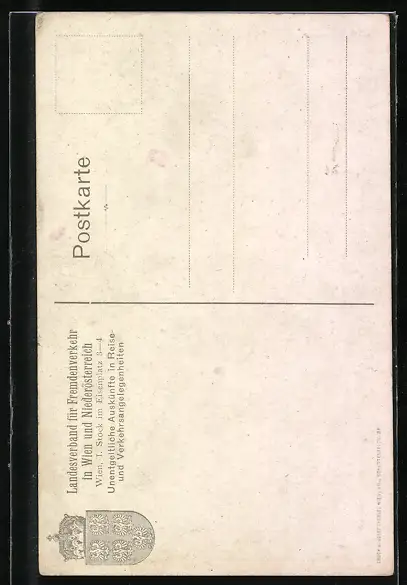 Landesverband für Fremdenverkehr
in Wien und Niederösterreich
Wien, I. Stock im Eisenplatz 3—4
Unentgeltliche Auskünfte in Reise-
und Verkehrsangelegenheiten
Postkarte